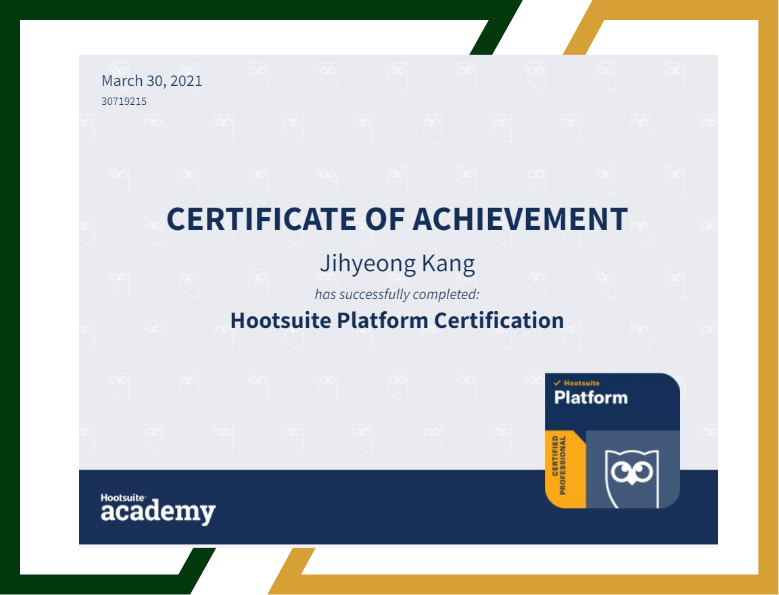 March 30, 2021
30719215
CERTIFICATE OF ACHIEVEMENT
Jihyeong Kang
has successfully completed:
Hootsuite Platform Certification
Hootsuite
Platform
CERTIFIED
PROFESSIONAL
Hootsuite
academy